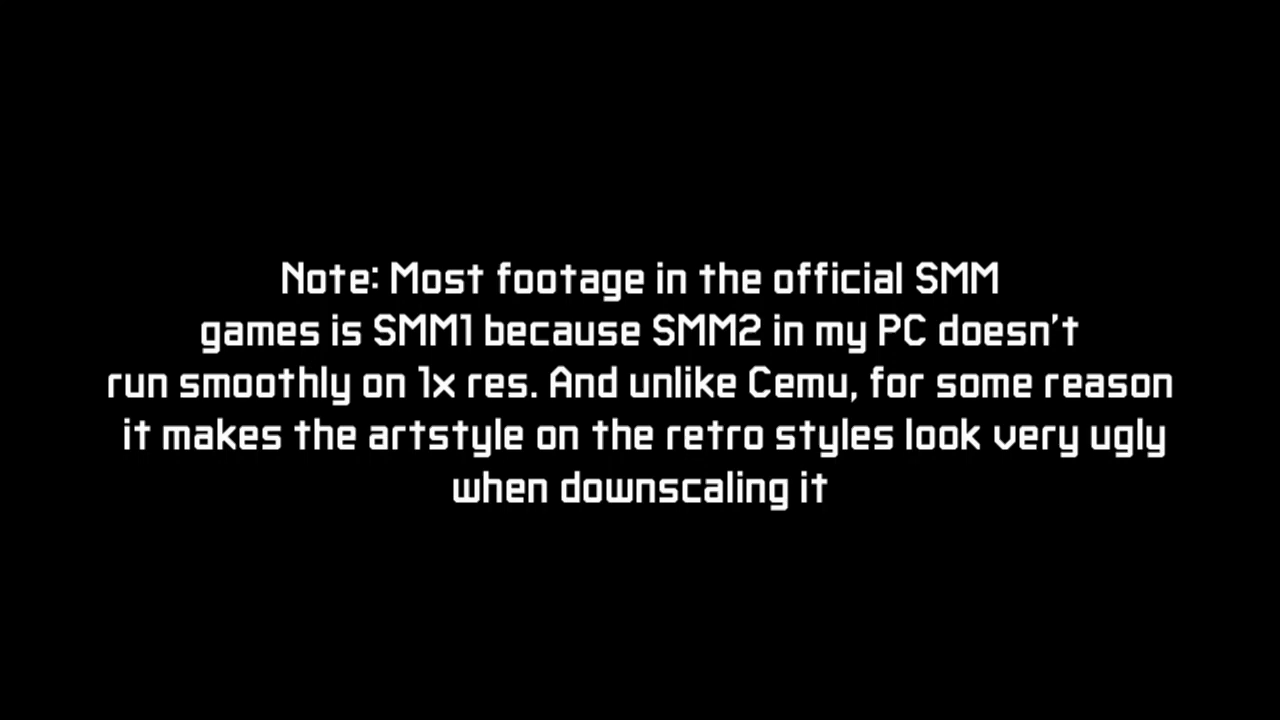 Note: Most footage in the official SMM
games is SMM1 because SMM2 in my PC doesn't
run smoothly on 1x res. And unlike Cemu, for some reason
it makes the artstyle on the retro styles look very ugly
when downscaling it